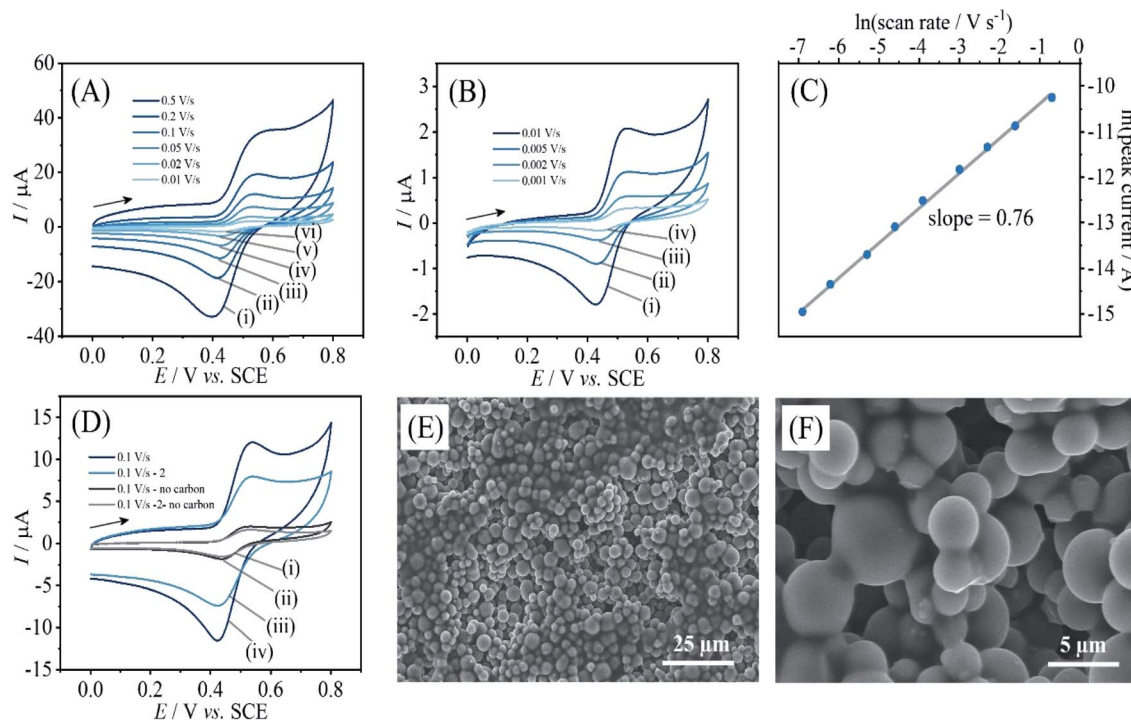 (A)
60
40
20
0
-20
-40
I / μA
0.5 V/s
0.2 V/s
0.1 V/s
0.05 V/s
0.02 V/s
0.01 V/s
(vi)
(v)
(iv)
(iii)
(ii)
(i)
0.0 0.2 0.4 0.6 0.8
E / V vs. SCE
(B)
3
2
1
0
-1
-2
I / μA
0.01 V/s
0.005 V/s
0.002 V/s
0.001 V/s
(iv)
(iii)
(ii)
(i)
0.0 0.2 0.4 0.6 0.8
E / V vs. SCE
ln(scan rate / V s⁻¹)
-7 -6 -5 -4 -3 -2 -1 0
(C)
slope = 0.76
-10
-11
-12
-13
-14
-15
ln(peak current / A)
(D)
15
10
5
0
-5
-10
-15
I / μA
0.1 V/s
0.1 V/s - 2
0.1 V/s - no carbon
0.1 V/s -2- no carbon
(i)
(ii)
(iii)
(iv)
0.0 0.2 0.4 0.6 0.8
E / V vs. SCE
(E)
25 μm
(F)
5 μm